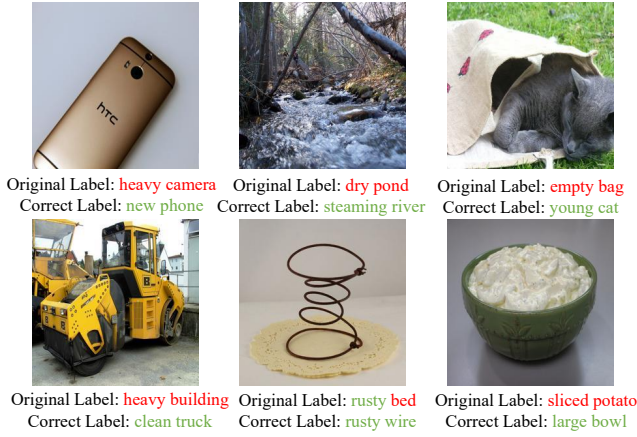 hTC
Original Label: heavy camera
Correct Label: new phone
Original Label: dry pond
Correct Label: steaming river
Original Label: empty bag
Correct Label: young cat
B
B
Original Label: heavy building
Correct Label: clean truck
Original Label: rusty bed
Correct Label: rusty wire
Original Label: sliced potato
Correct Label: large bowl